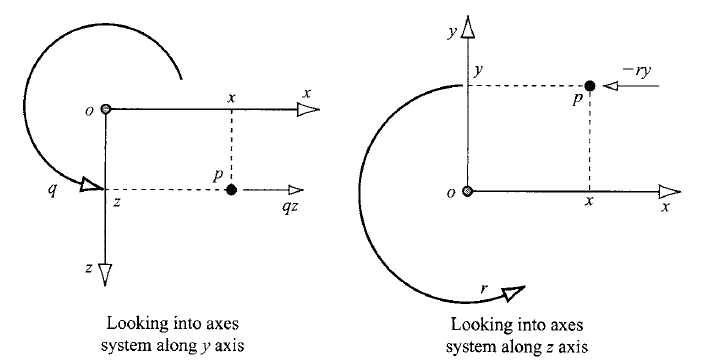 x
x
o
q
z
p
qz
z
Looking into axes
system along y axis
y
y
−ry
p
o
x
x
r
Looking into axes
system along z axis